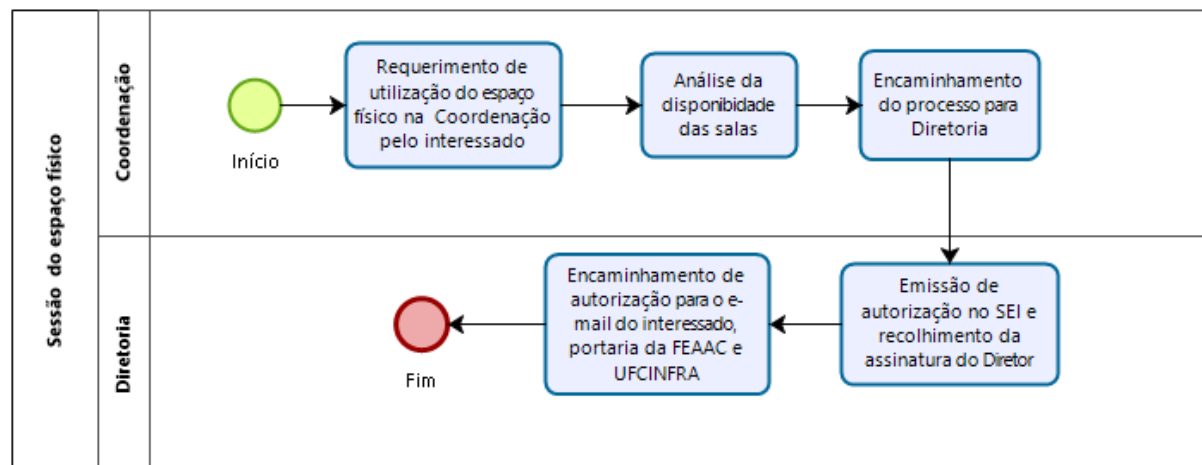 Sessão do espaço físico
Coordenação
Início
Requerimento de
utilização do espaço
físico na Coordenação
pelo interessado
Análise da
disponibidade
das salas
Encaminhamento
do processo para
Diretoria
Diretoria
Emissão de
autorização no SEI e
recolhimento da
assinatura do Diretor
Encaminhamento de
autorização para o e-
mail do interessado,
portaria da FEAAC e
UFCINFRA
Fim